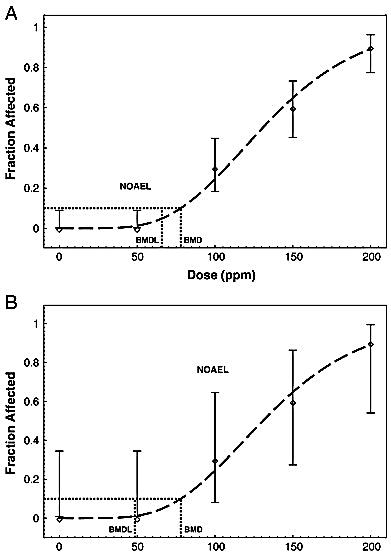 A
1
0.8
0.6
0.4
0.2
0
Fraction Affected
NOAEL
BMDL
BMD
0 50 100 150 200
Dose (ppm)
B
1
0.8
0.6
0.4
0.2
0
Fraction Affected
NOAEL
BMDL
BMD
0 50 100 150 200